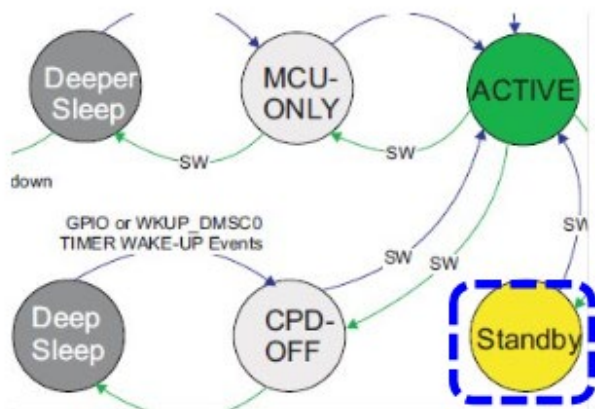 Deeper
Sleep
MCU-
ONLY
ACTIVE
SW
SW
down
GPIO or WKUP_DMSC0
TIMER WAKE-UP Events
SW
SW
SW
Deep
Sleep
CPD-
OFF
Standby